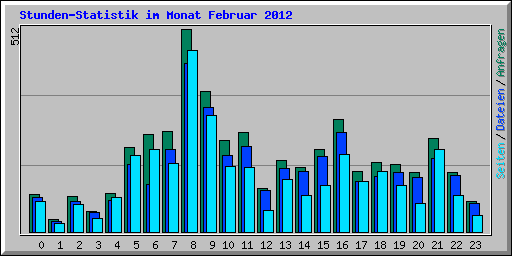 Stunden-Statistik im Monat Februar 2012
512
Seiten / Dateien / Anfragen
0 1 2 3 4 5 6 7 8 9 10 11 12 13 14 15 16 17 18 19 20 21 22 23